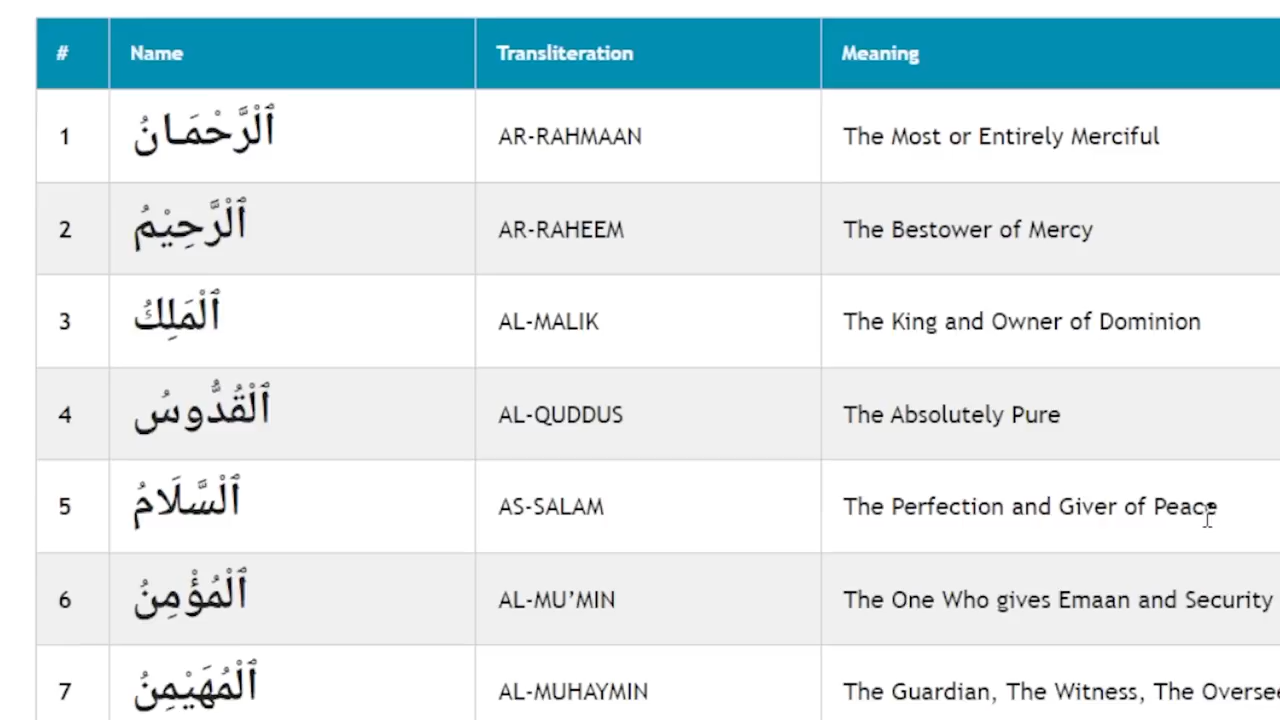 # Name Transliteration Meaning
1 ٱلْرَّحْمَـانُ AR-RAHMAAN The Most or Entirely Merciful
2 ٱلْرَّحِيْمُ AR-RAHEEM The Bestower of Mercy
3 ٱلْمَلِكُ AL-MALIK The King and Owner of Dominion
4 ٱلْقُدُّوسُ AL-QUDDUS The Absolutely Pure
5 ٱلْسَّلَامُ AS-SALAM The Perfection and Giver of Peace
6 ٱلْمُؤْمِنُ AL-MU’MIN The One Who gives Emaan and Security
7 ٱلْمُهَيْمِنُ AL-MUHAYMIN The Guardian, The Witness, The